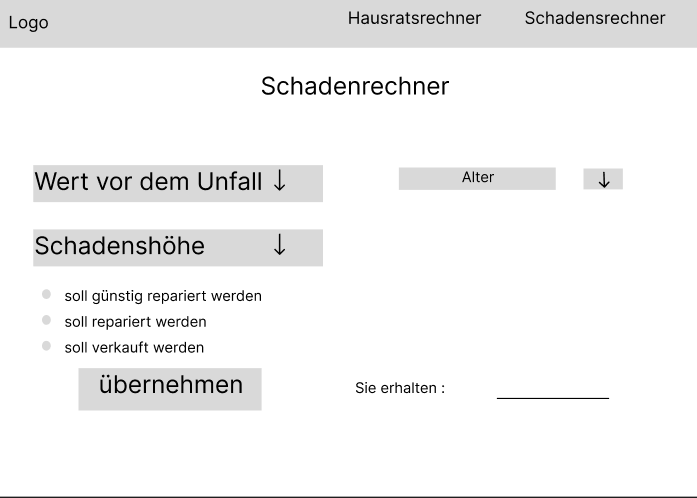 Logo
Hausratsrechner
Schadensrechner
Schadenrechner
Wert vor dem Unfall ↓
Alter
↓
Schadenshöhe ↓
soll günstig repariert werden
soll repariert werden
soll verkauft werden
übernehmen
Sie erhalten :